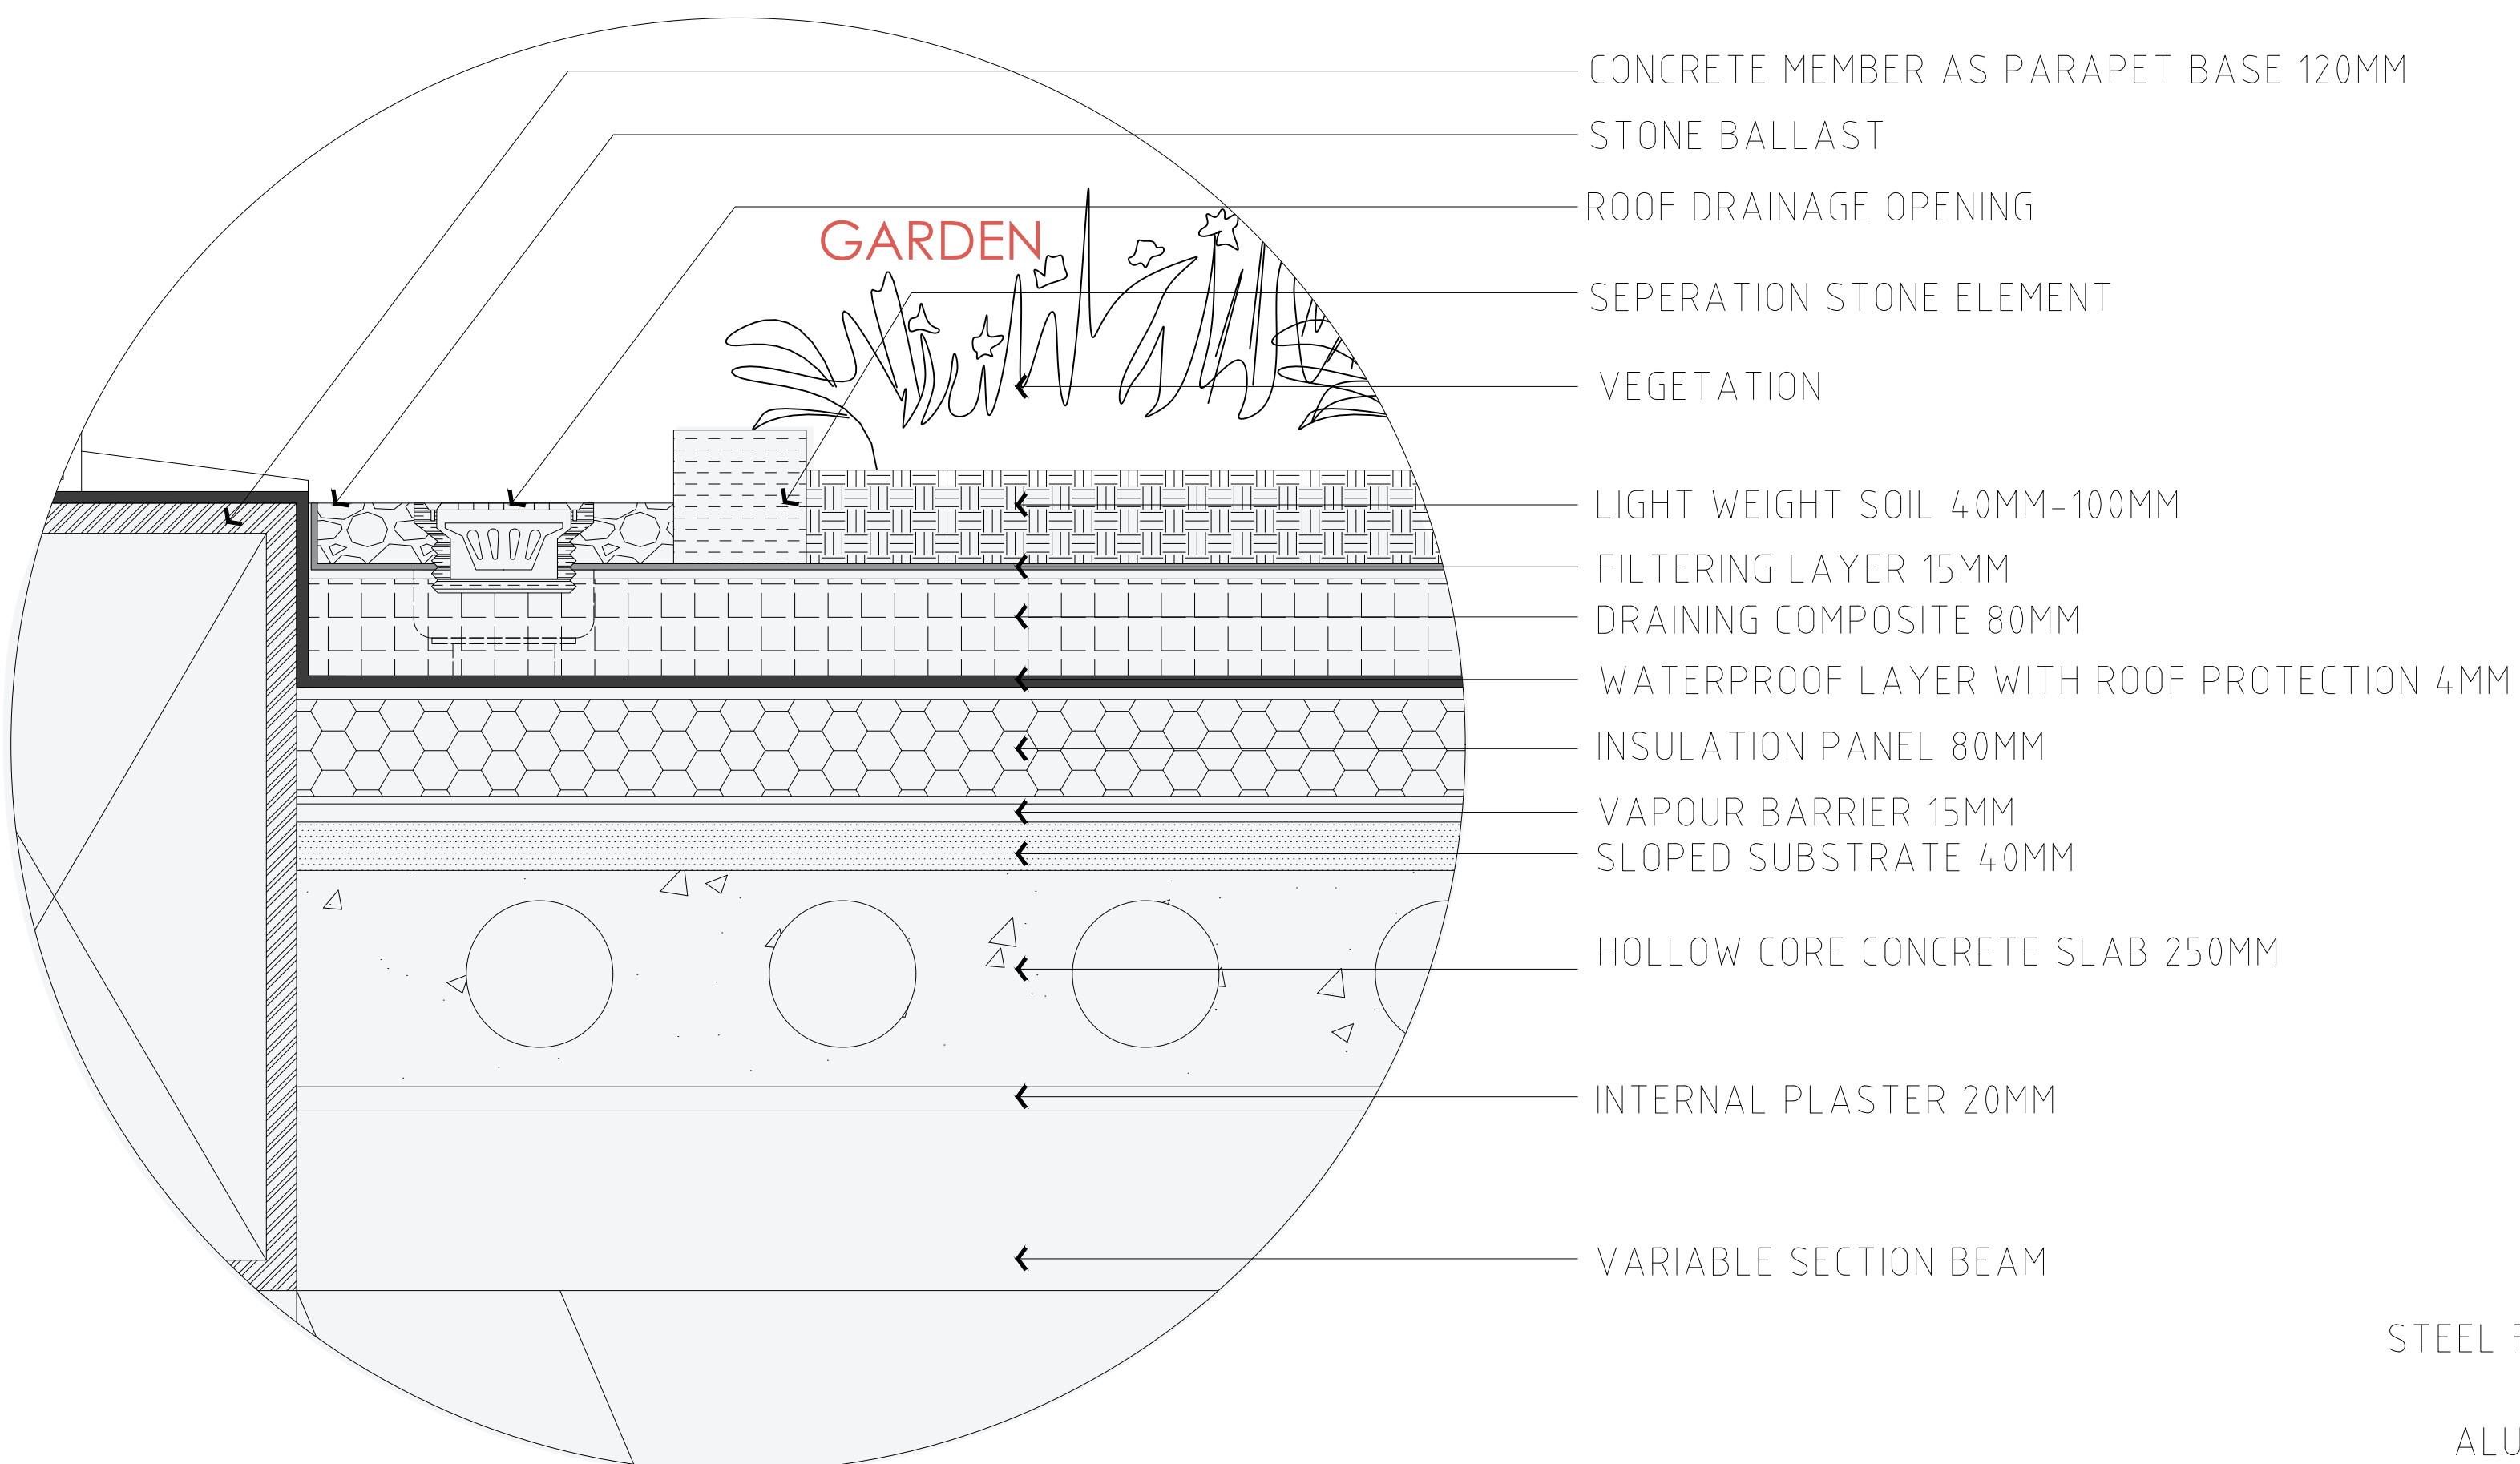 CONCRETE MEMBER AS PARAPET BASE 120MM
STONE BALLAST
ROOF DRAINAGE OPENING
GARDEN
SEPERATION STONE ELEMENT
VEGETATION
LIGHT WEIGHT SOIL 40MM-100MM
FILTERING LAYER 15MM
DRAINING COMPOSITE 80MM
WATERPROOF LAYER WITH ROOF PROTECTION 4MM
INSULATION PANEL 80MM
VAPOUR BARRIER 15MM
SLOPED SUBSTRATE 40MM
HOLLOW CORE CONCRETE SLAB 250MM
INTERNAL PLASTER 20MM
VARIABLE SECTION BEAM
STEEL